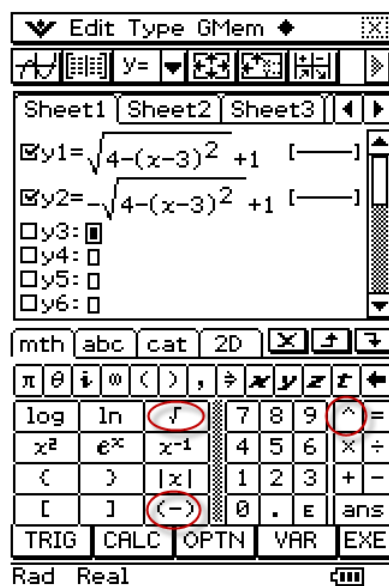 Edit Type GMem ◆
y=
Sheet1 Sheet2 Sheet3
y1=√4-(x-3)² +1 [—]
y2=-√4-(x-3)² +1 [—]
y3:
y4:
y5:
y6:
mth abc cat 2D
π θ i ∞ ( ) , ⇒ x y z t ←
log ln √ 7 8 9 ^ =
x² eˣ x⁻¹ 4 5 6 × ÷
{ } |x| 1 2 3 + −
[ ] (−) 0 . E ans
TRIG CALC OPTN VAR EXE
Rad Real